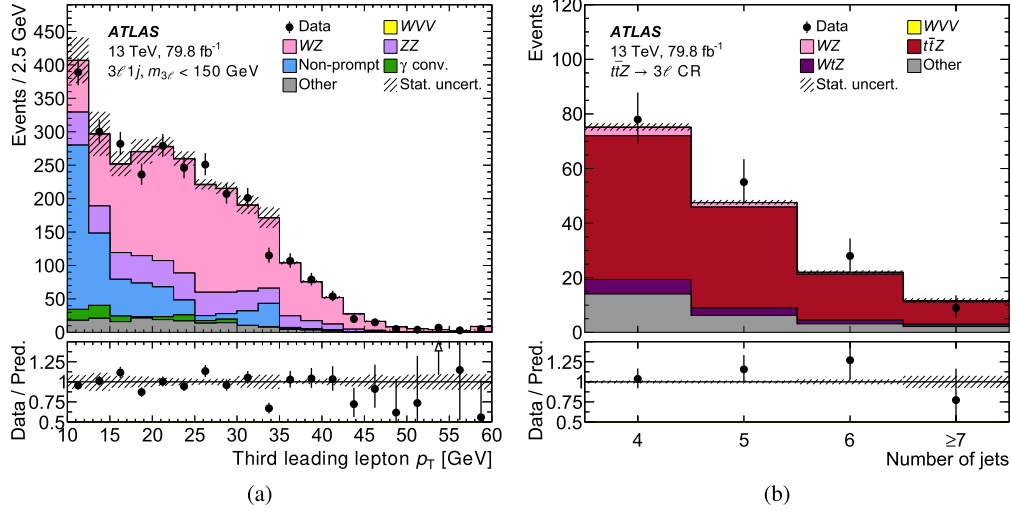 Events / 2.5 GeV
450
400
350
300
250
200
150
100
50
0
ATLAS
13 TeV, 79.8 fb⁻¹
3ℓ1j, m₃ℓ < 150 GeV
Data
WZ
Non-prompt
Other
WVV
ZZ
γ conv.
Stat. uncert.
Data / Pred.
1.25
1
0.75
0.5
10 15 20 25 30 35 40 45 50 55 60
Third leading lepton pT [GeV]
(a)
Events
120
100
80
60
40
20
0
ATLAS
13 TeV, 79.8 fb⁻¹
tt̄Z → 3ℓ CR
Data
WZ
WtZ
WVV
tt̄Z
Other
Stat. uncert.
Data / Pred.
1.25
1
0.75
0.5
4 5 6 ≥7
Number of jets
(b)